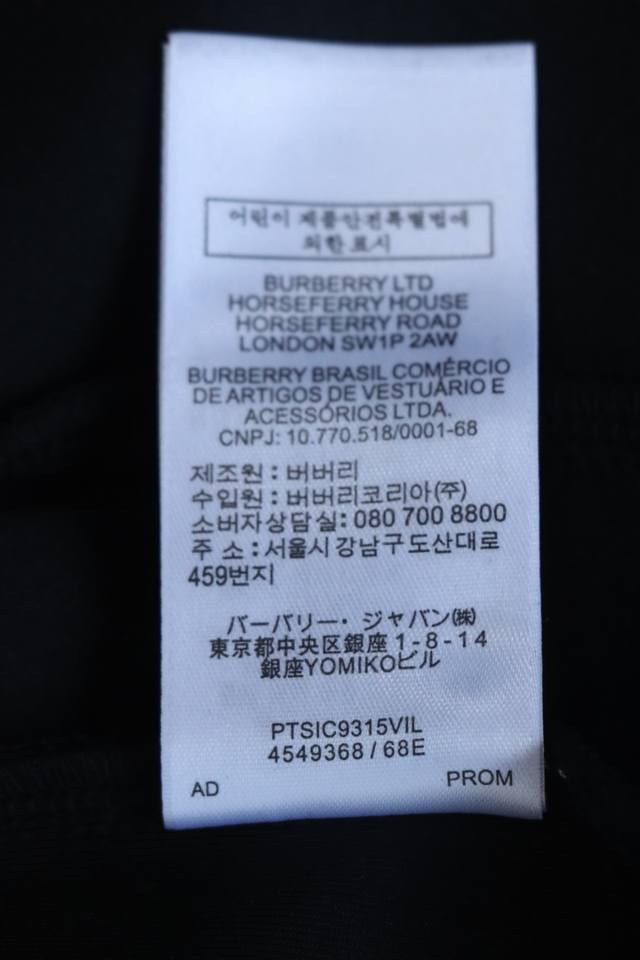 어린이 제품안전특별법에
의한 표시
BURBERRY LTD
HORSEFERRY HOUSE
HORSEFERRY ROAD
LONDON SW1P 2AW
BURBERRY BRASIL COMÉRCIO
DE ARTIGOS DE VESTUÁRIO E
ACESSÓRIOS LTDA.
CNPJ: 10.770.518/0001-68
제조원 : 버버리
수입원 : 버버리코리아(주)
소비자상담실: 080 700 8800
주 소 : 서울시 강남구 도산대로
459번지
バーバリー・ジャパン(株)
東京都中央区銀座 1-8-14
銀座YOMIKOビル
PTSIC9315VIL
4549368 / 68E
AD PROM